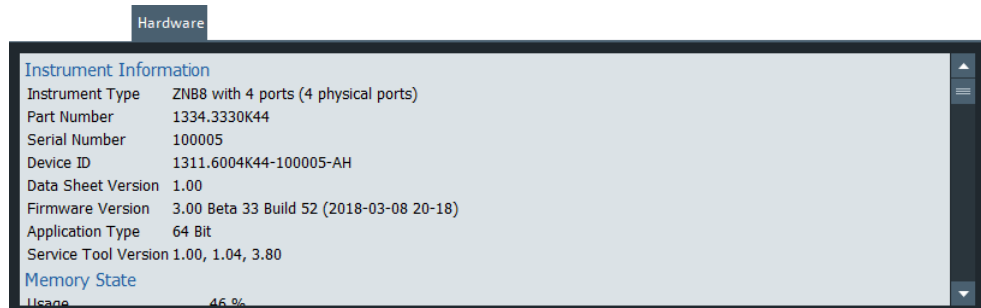 Hardware
Instrument Information
Instrument Type ZNB8 with 4 ports (4 physical ports)
Part Number 1334.3330K44
Serial Number 100005
Device ID 1311.6004K44-100005-AH
Data Sheet Version 1.00
Firmware Version 3.00 Beta 33 Build 52 (2018-03-08 20-18)
Application Type 64 Bit
Service Tool Version 1.00, 1.04, 3.80
Memory State
Usage 46 %